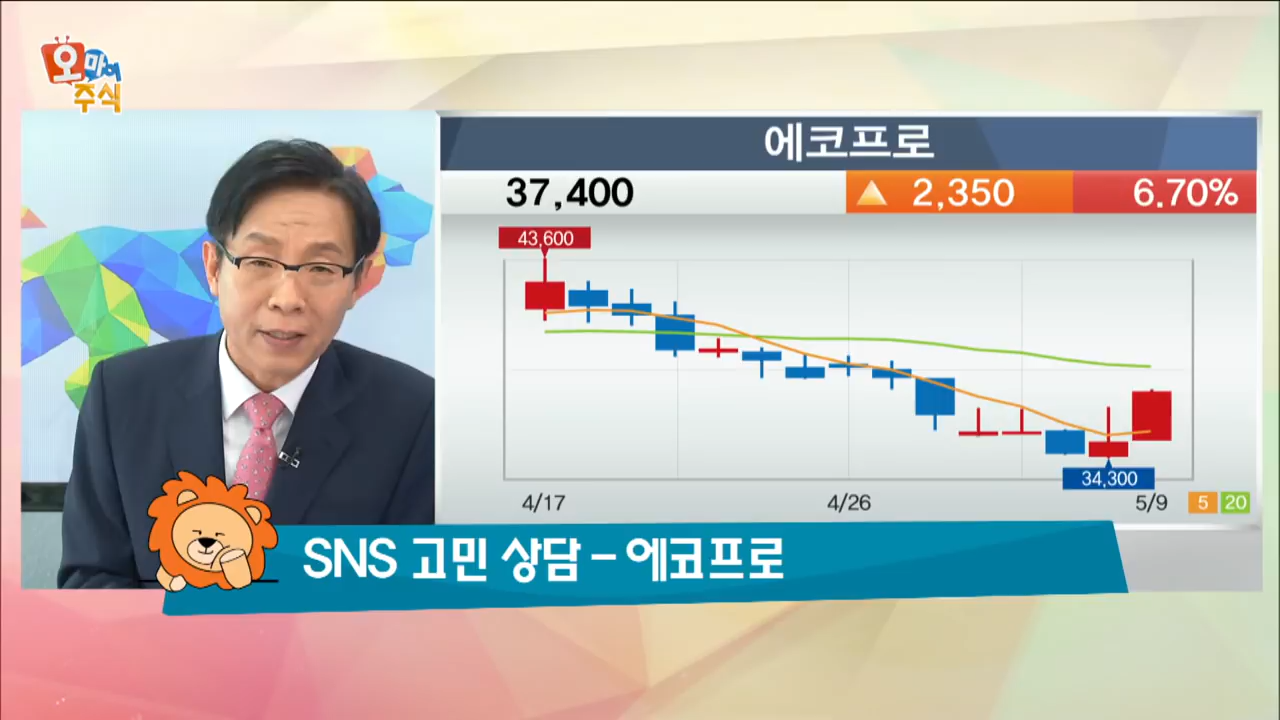 오마이
주식
에코프로
37,400 ▲ 2,350 6.70%
43,600
34,300
4/17 4/26 5/9 5 20
SNS 고민 상담 – 에코프로